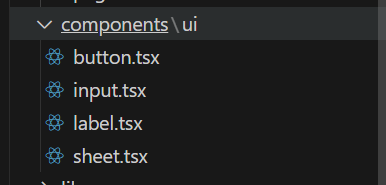 components\ui
button.tsx
input.tsx
label.tsx
sheet.tsx